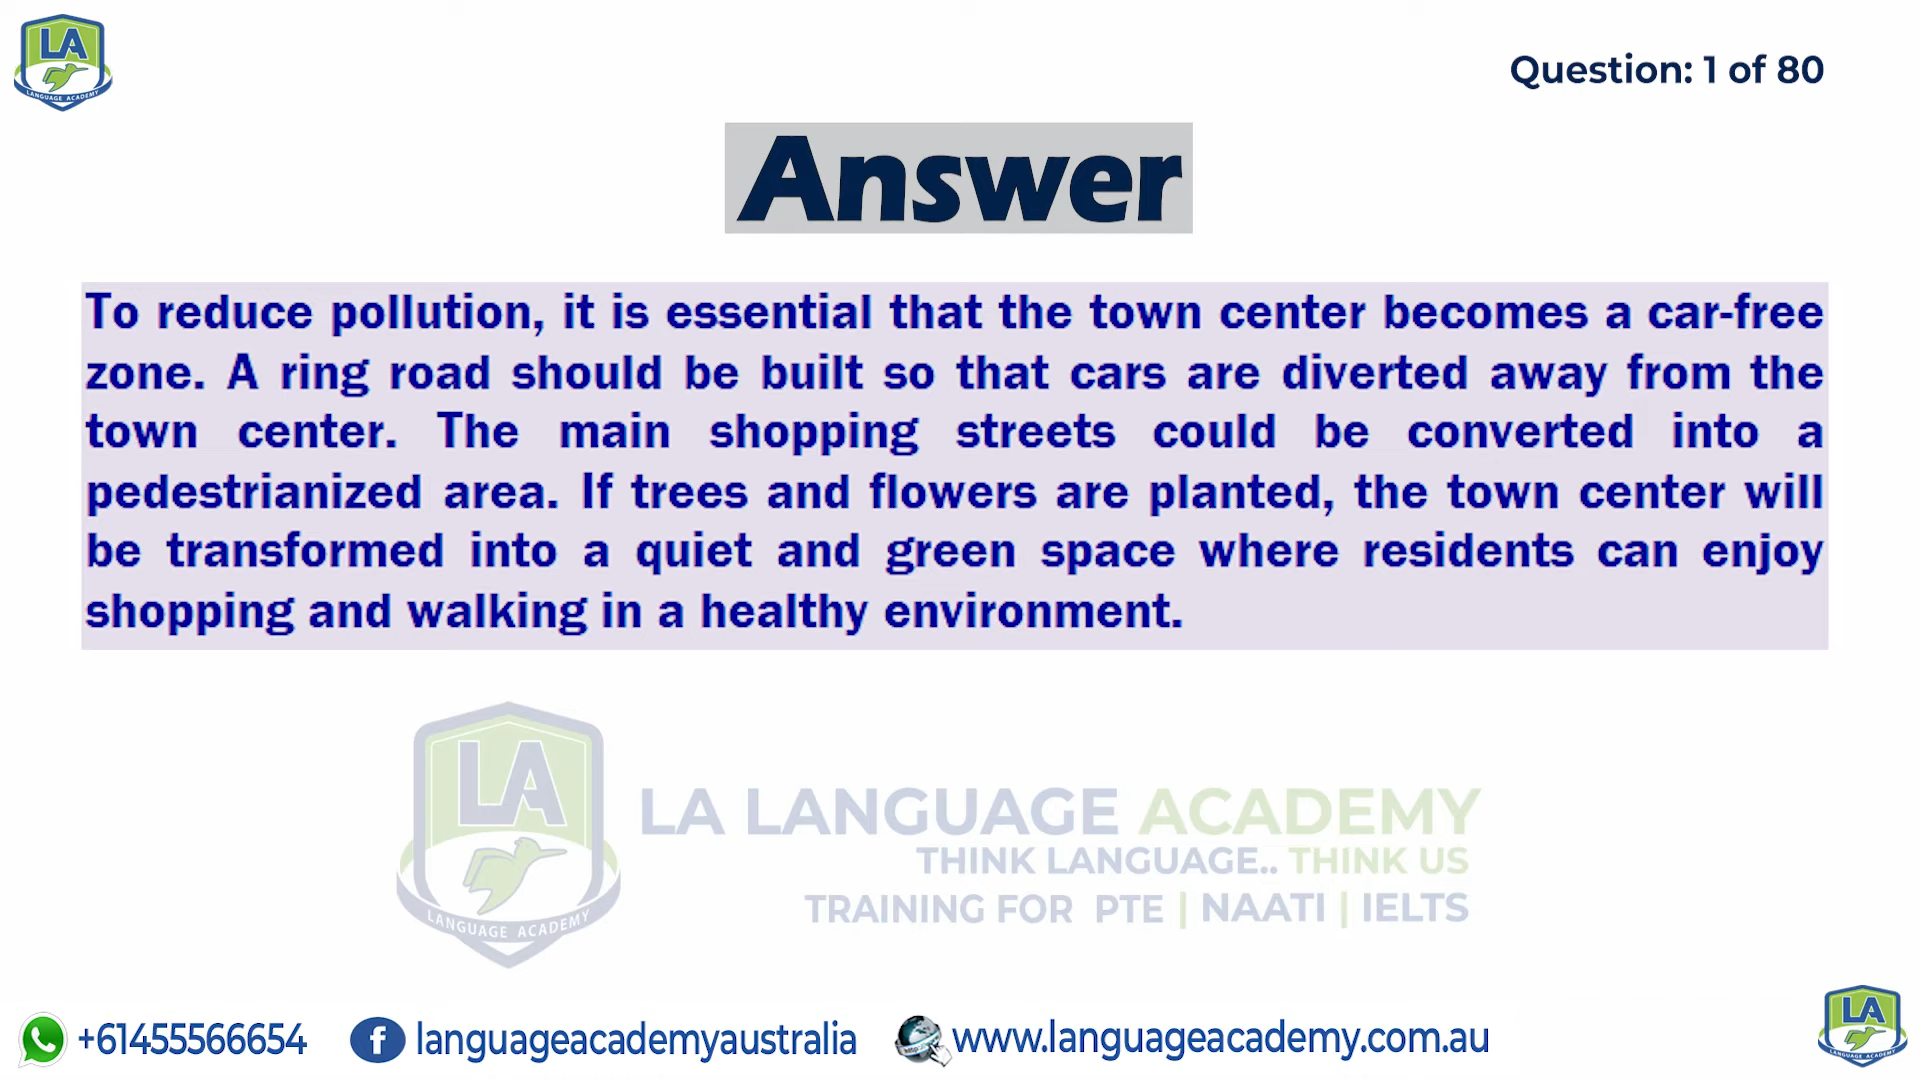 LA
LANGUAGE ACADEMY
Question: 1 of 80
Answer
To reduce pollution, it is essential that the town center becomes a car-free
zone. A ring road should be built so that cars are diverted away from the
town center. The main shopping streets could be converted into a
pedestrianized area. If trees and flowers are planted, the town center will
be transformed into a quiet and green space where residents can enjoy
shopping and walking in a healthy environment.
LA
LANGUAGE ACADEMY
LA LANGUAGE ACADEMY
THINK LANGUAGE.. THINK US
TRAINING FOR PTE | NAATI | IELTS
+61455566654
f
languageacademyaustralia
http
www.languageacademy.com.au
LA
LANGUAGE ACADEMY